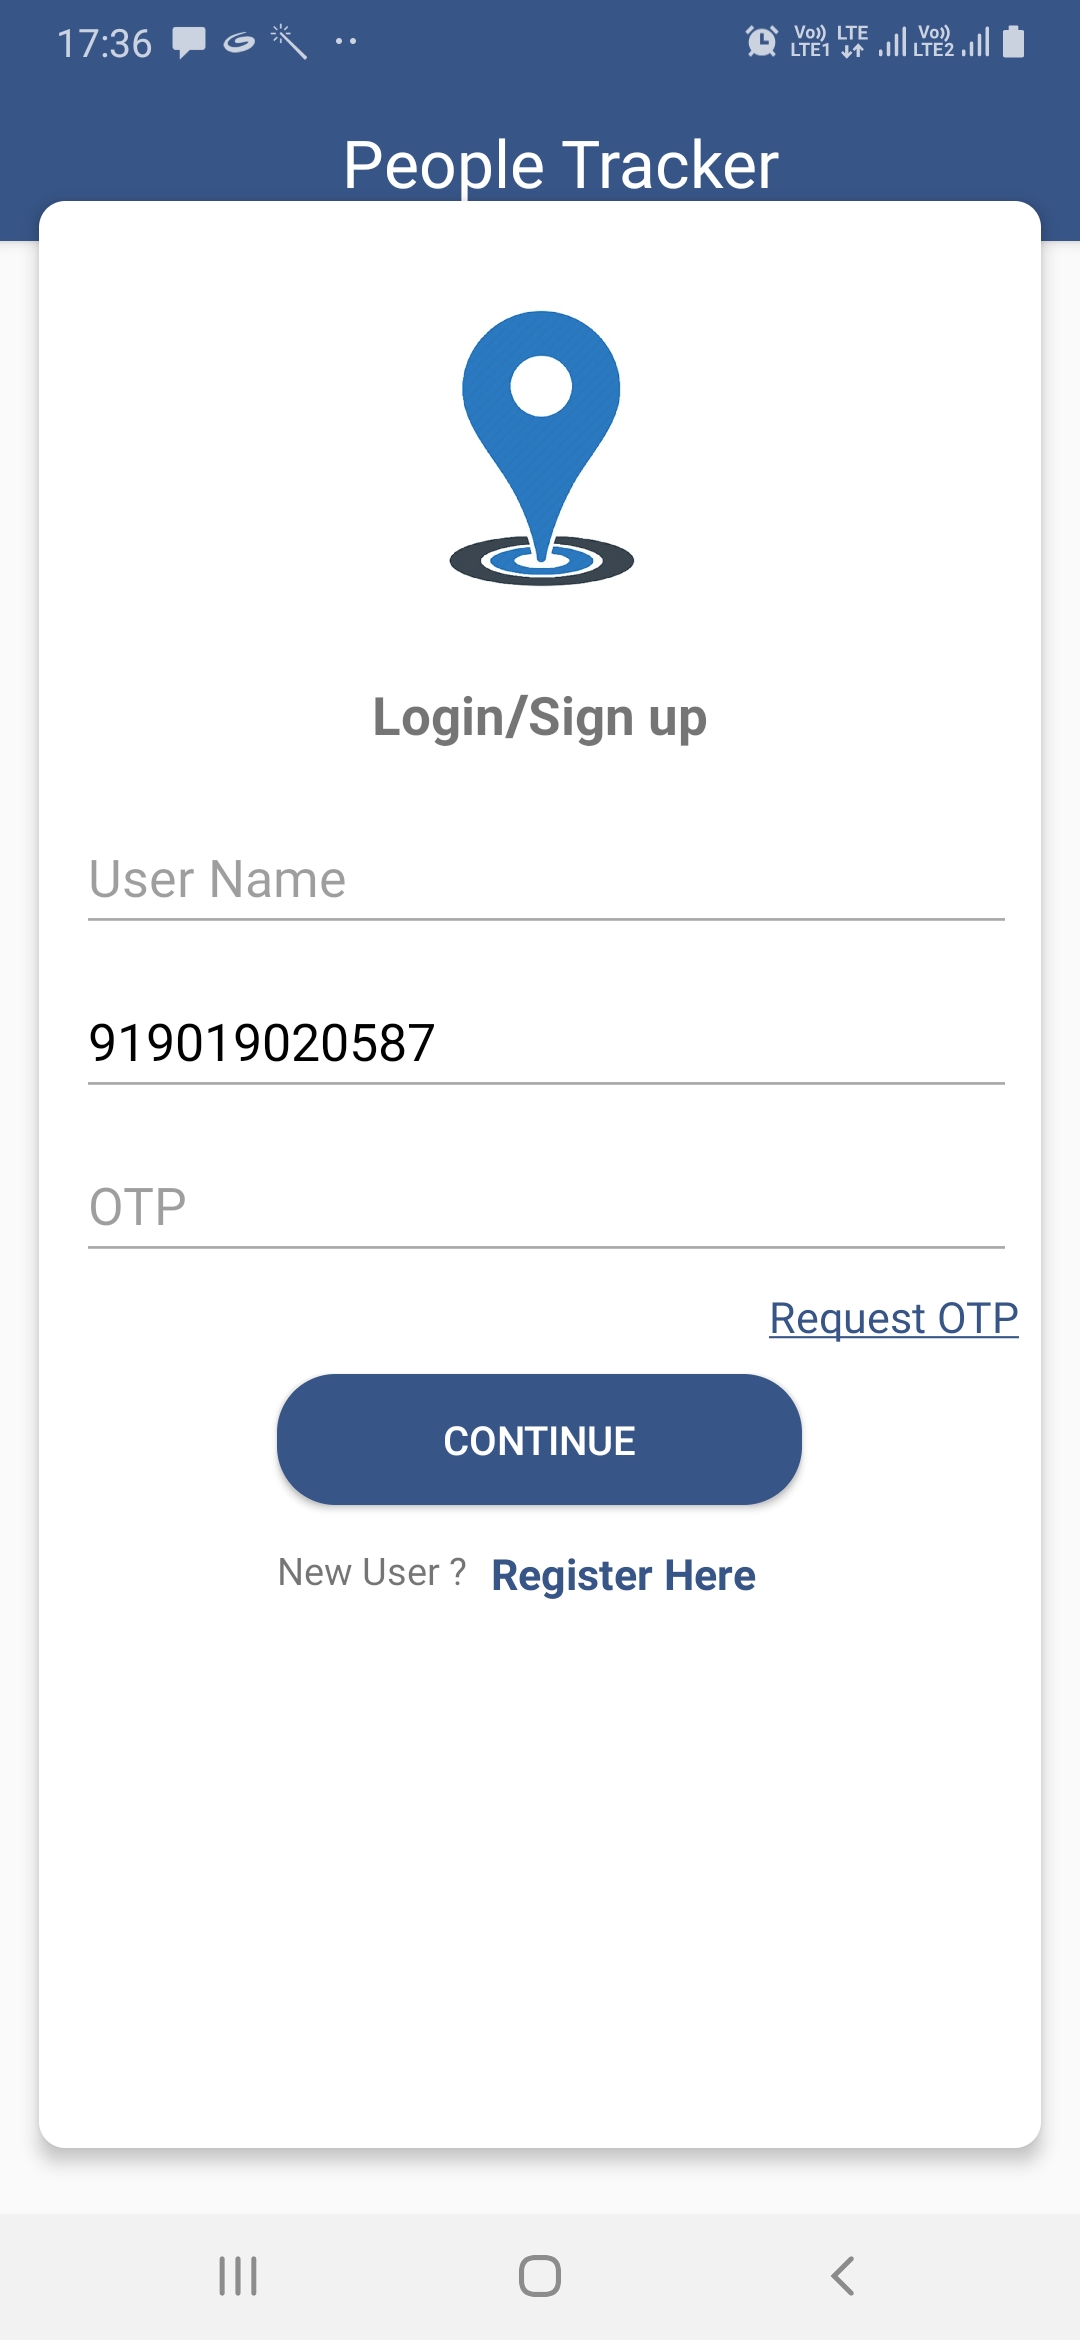 17:36
Vo)) LTE
LTE1
Vo))
LTE2
People Tracker
Login/Sign up
User Name
919019020587
OTP
Request OTP
CONTINUE
New User ? Register Here